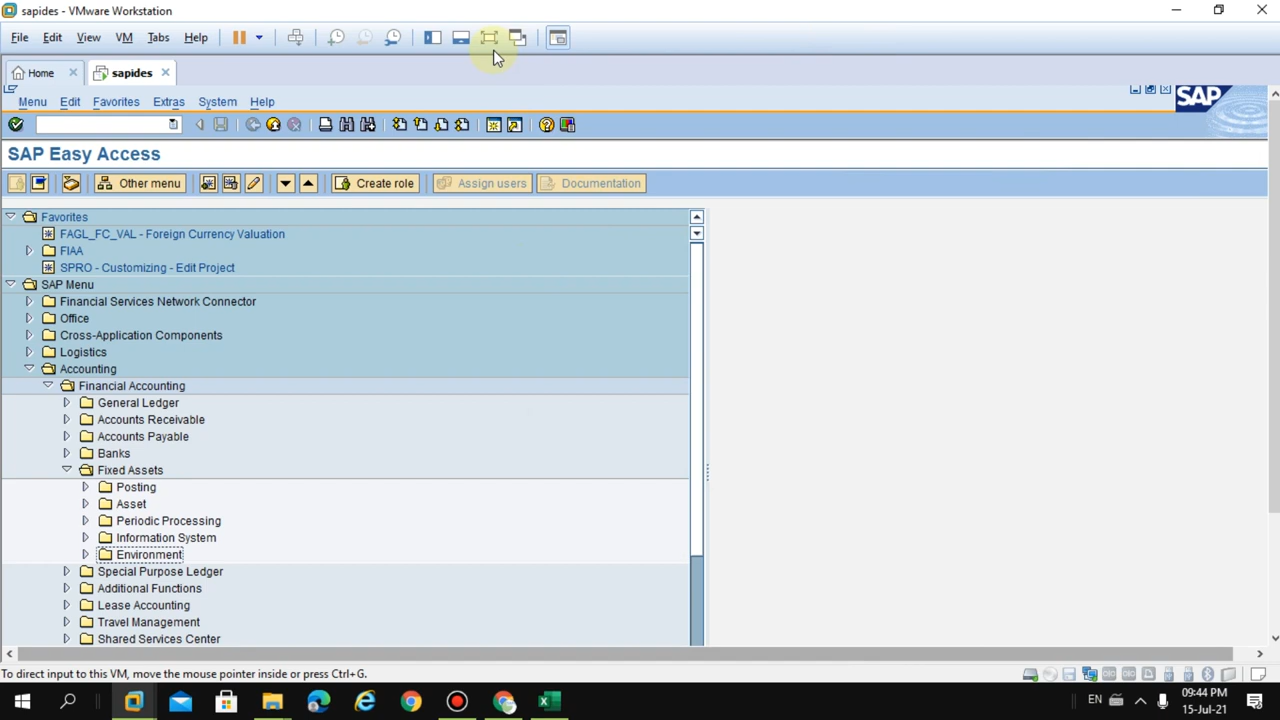 sapides - VMware Workstation
File Edit View VM Tabs Help
Home sapides
Menu Edit Favorites Extras System Help
SAP
SAP Easy Access
Other menu Create role Assign users Documentation
Favorites
FAGL_FC_VAL - Foreign Currency Valuation
FIAA
SPRO - Customizing - Edit Project
SAP Menu
Financial Services Network Connector
Office
Cross-Application Components
Logistics
Accounting
Financial Accounting
General Ledger
Accounts Receivable
Accounts Payable
Banks
Fixed Assets
Posting
Asset
Periodic Processing
Information System
Environment
Special Purpose Ledger
Additional Functions
Lease Accounting
Travel Management
Shared Services Center
To direct input to this VM, move the mouse pointer inside or press Ctrl+G.
EN 09:44 PM
15-Jul-21